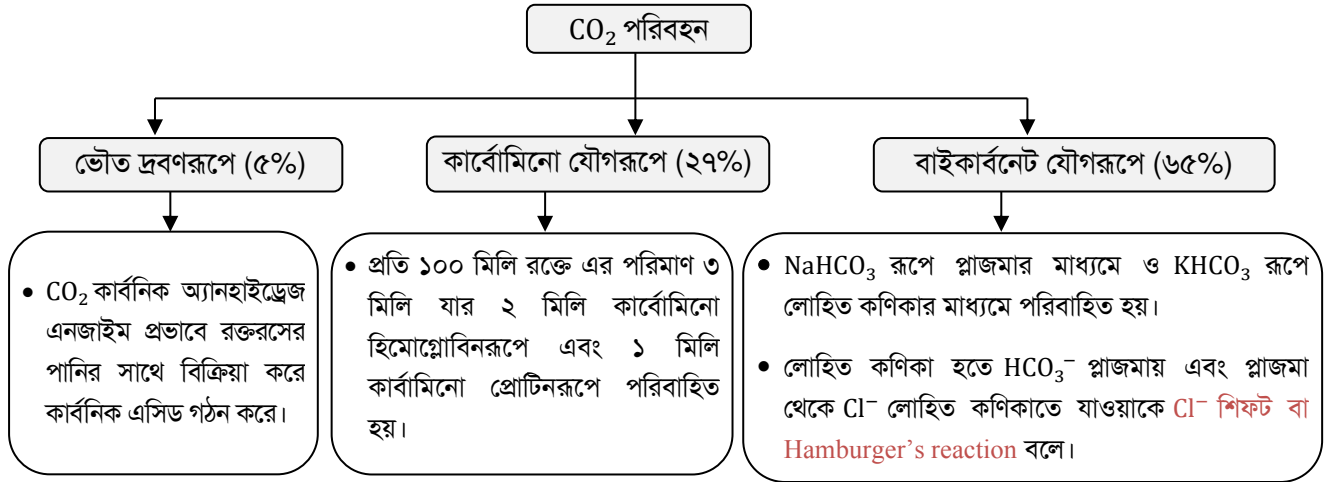 CO₂ পরিবহন
ভৌত দ্রবণরূপে (৫%)
কার্বোমিনো যৌগরূপে (২৭%)
বাইকার্বনেট যৌগরূপে (৬৫%)
• CO₂ কার্বনিক অ্যানহাইড্রেজ
এনজাইম প্রভাবে রক্তরসের
পানির সাথে বিক্রিয়া করে
কার্বনিক এসিড গঠন করে।
• প্রতি ১০০ মিলি রক্তে এর পরিমাণ ৩
মিলি যার ২ মিলি কার্বোমিনো
হিমোগ্লোবিনরূপে এবং ১ মিলি
কার্বামিনো প্রোটিনরূপে পরিবাহিত
হয়।
• NaHCO₃ রূপে প্লাজমার মাধ্যমে ও KHCO₃ রূপে
লোহিত কণিকার মাধ্যমে পরিবাহিত হয়।
• লোহিত কণিকা হতে HCO₃⁻ প্লাজমায় এবং প্লাজমা
থেকে Cl⁻ লোহিত কণিকাতে যাওয়াকে Cl⁻ শিফট বা
Hamburger’s reaction বলে।